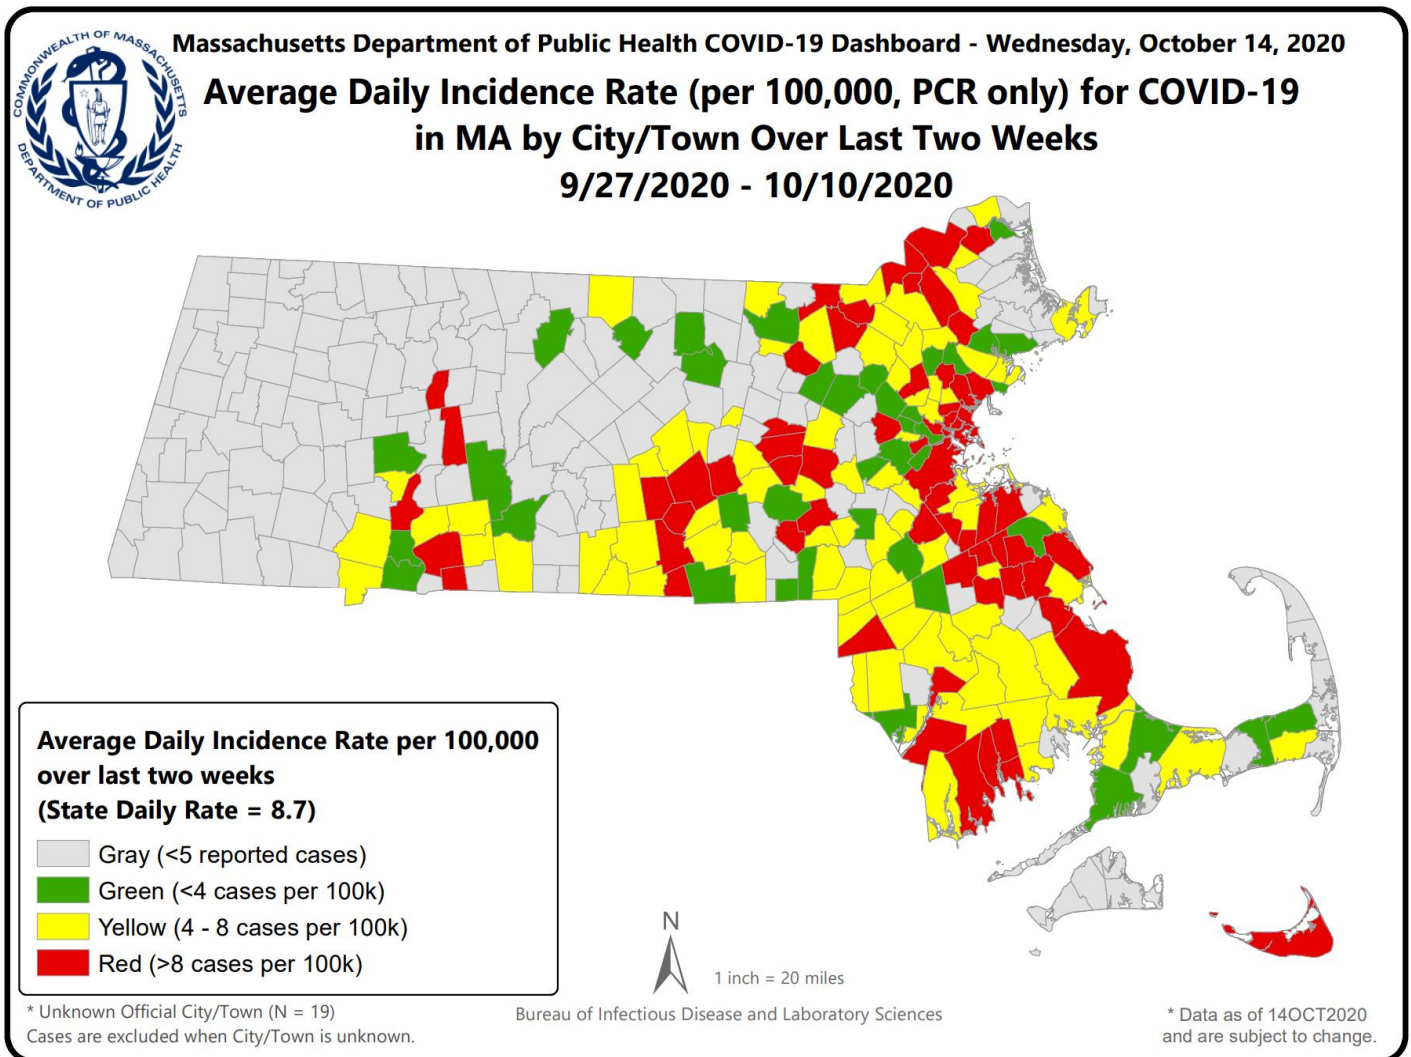 COMMONWEALTH OF MASSACHUSETTS
DEPARTMENT OF PUBLIC HEALTH
Massachusetts Department of Public Health COVID-19 Dashboard - Wednesday, October 14, 2020
Average Daily Incidence Rate (per 100,000, PCR only) for COVID-19
in MA by City/Town Over Last Two Weeks
9/27/2020 - 10/10/2020
Average Daily Incidence Rate per 100,000
over last two weeks
(State Daily Rate = 8.7)
Gray (<5 reported cases)
Green (<4 cases per 100k)
Yellow (4 - 8 cases per 100k)
Red (>8 cases per 100k)
N
1 inch = 20 miles
* Unknown Official City/Town (N = 19)
Cases are excluded when City/Town is unknown.
Bureau of Infectious Disease and Laboratory Sciences
* Data as of 14OCT2020
and are subject to change.